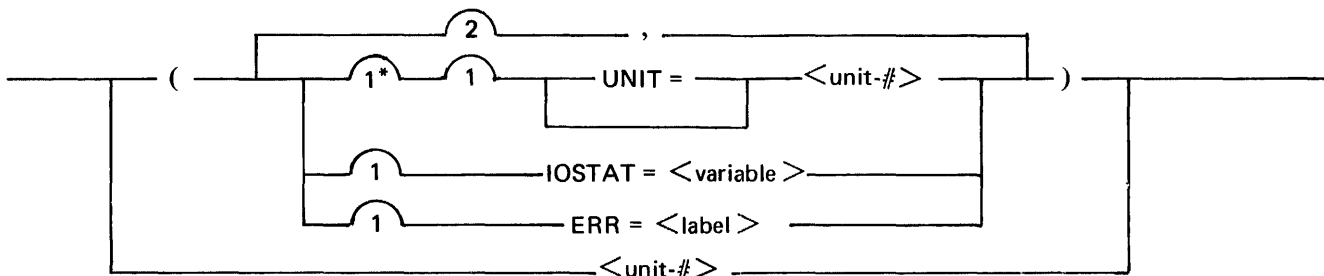 2 ,
( 1* 1 UNIT = <unit-#> )
1 IOSTAT = <variable>
1 ERR = <label>
<unit-#>